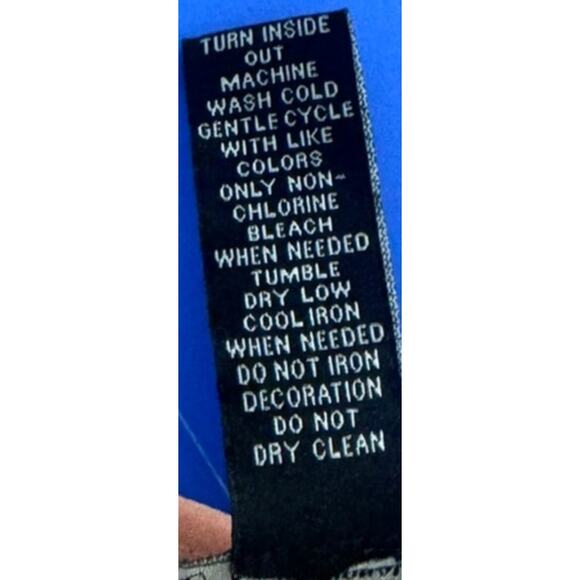 TURN INSIDE
OUT
MACHINE
WASH COLD
GENTLE CYCLE
WITH LIKE
COLORS
ONLY NON-
CHLORINE
BLEACH
WHEN NEEDED
TUMBLE
DRY LOW
COOL IRON
WHEN NEEDED
DO NOT IRON
DECORATION
DO NOT
DRY CLEAN